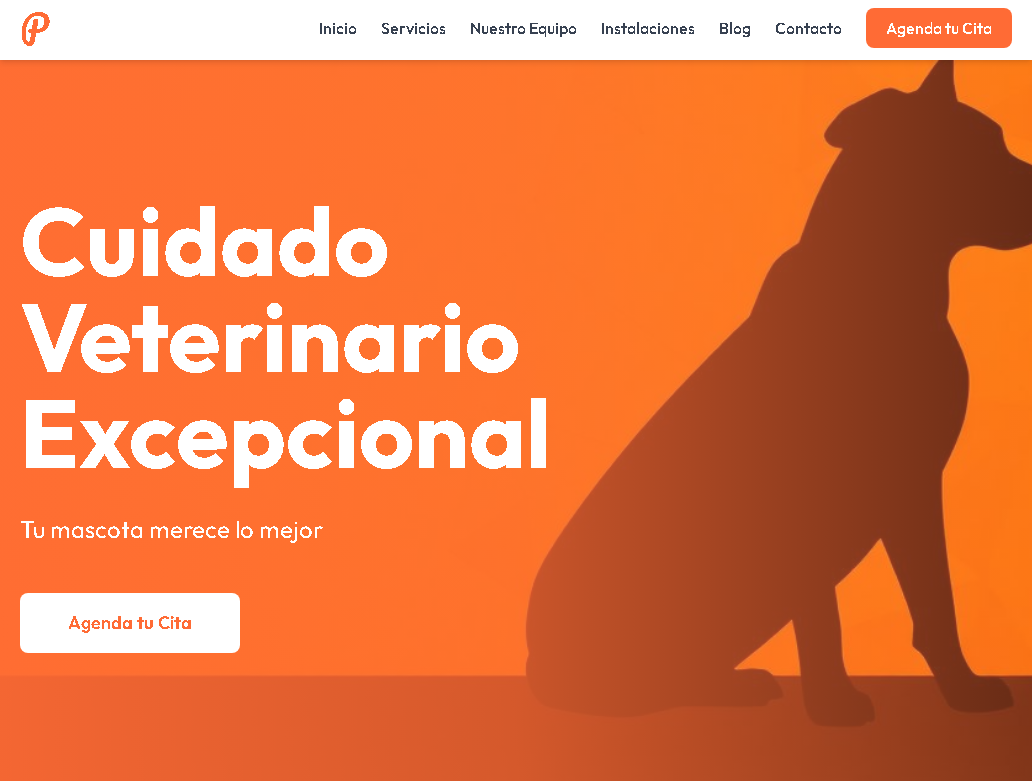 Inicio
Servicios
Nuestro Equipo
Instalaciones
Blog
Contacto
Agenda tu Cita
Cuidado
Veterinario
Excepcional
Tu mascota merece lo mejor
Agenda tu Cita